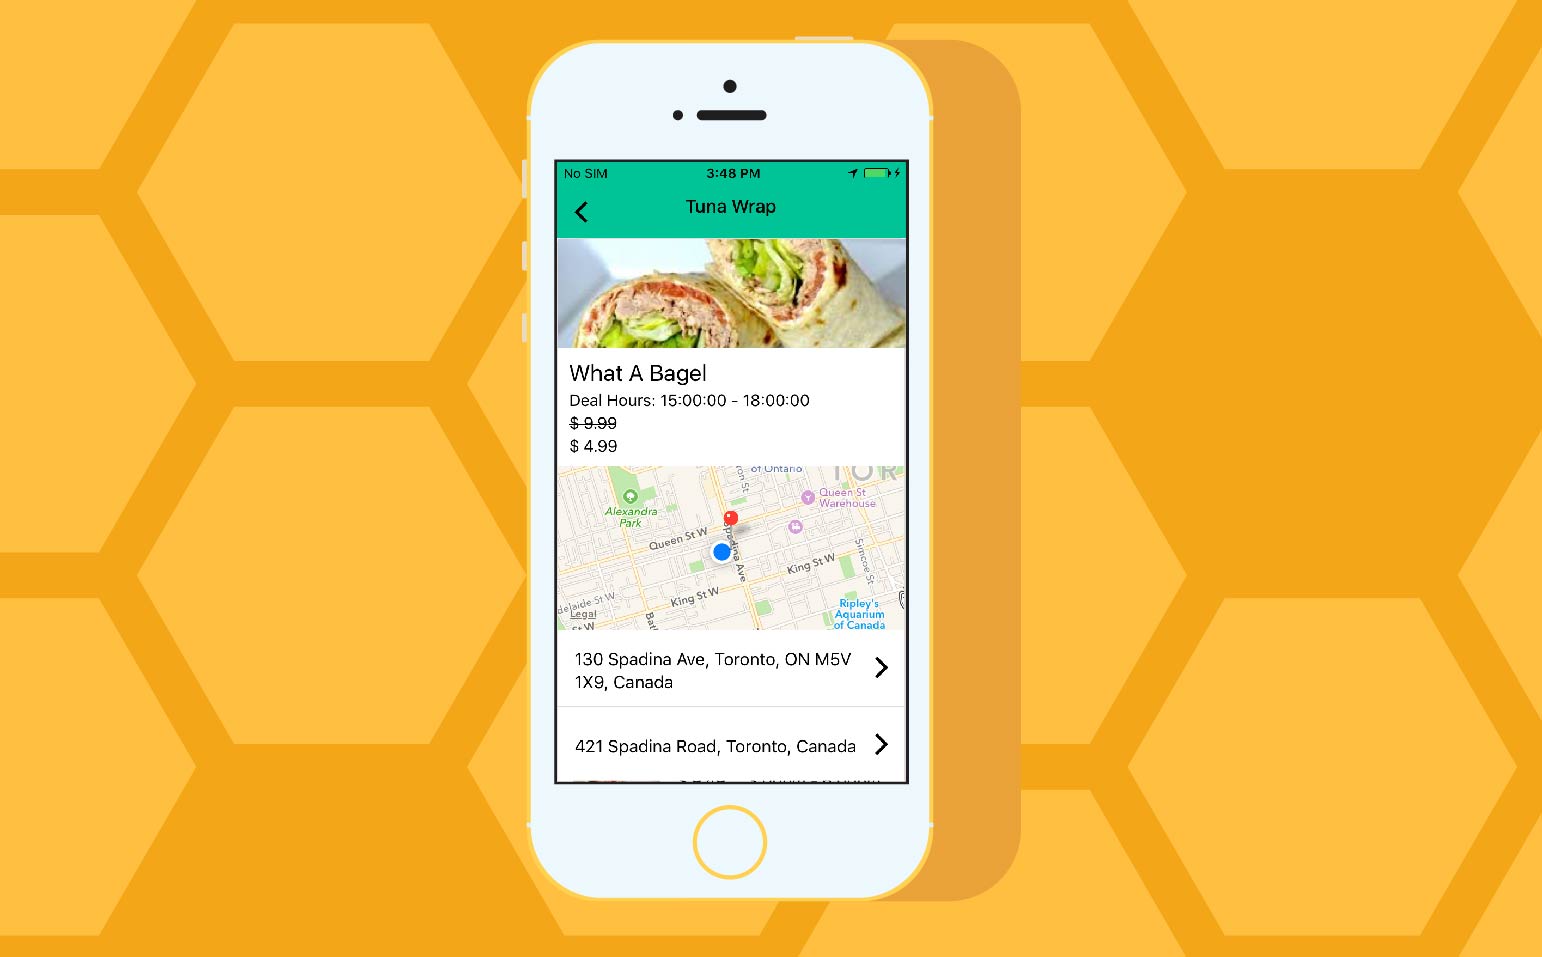 No SIM 3:48 PM
Tuna Wrap
What A Bagel
Deal Hours: 15:00:00 - 18:00:00
$ 9.99
$ 4.99
of Ontario
TOR
Queen St
Warehouse
Alexandra
Park
Queen St W
Spadina Ave
King St W
Simcoe St
King St W
delaide St W
Legal
St W
Ripley's
Aquarium
of Canada
130 Spadina Ave, Toronto, ON M5V
1X9, Canada
421 Spadina Road, Toronto, Canada